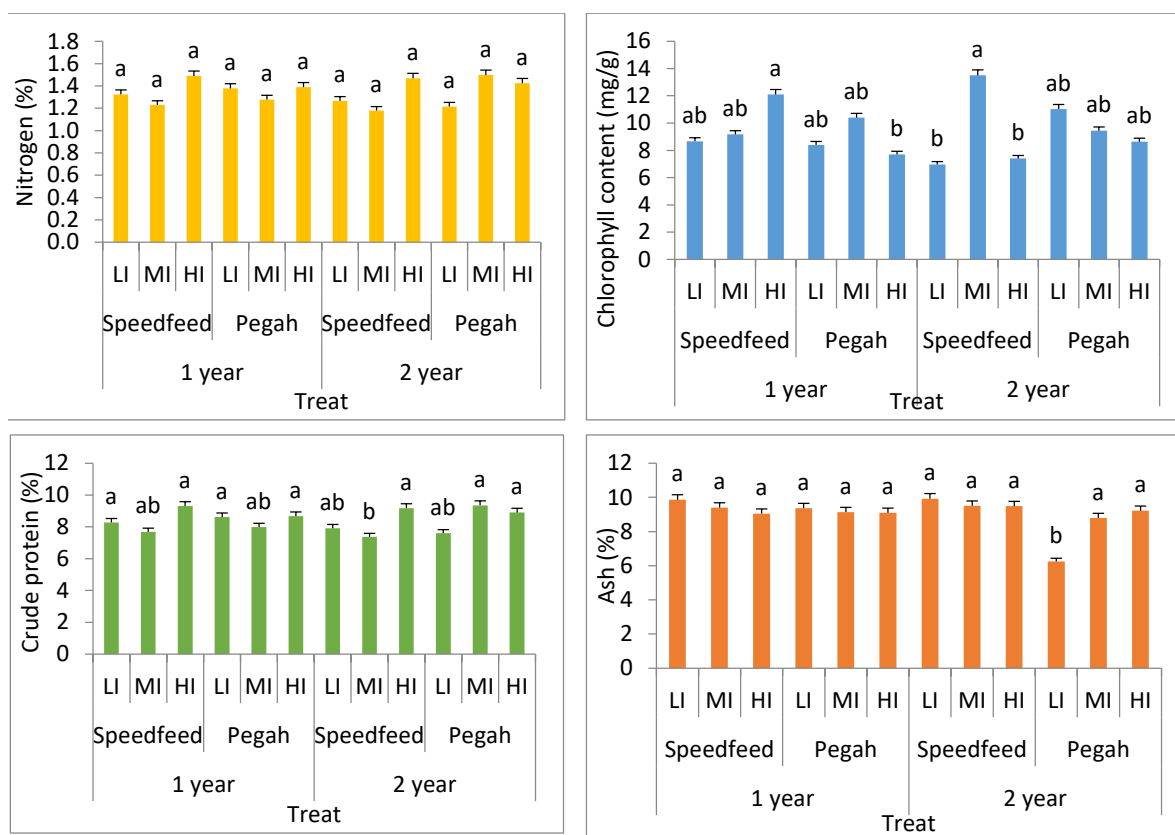 Nitrogen (%)
1.8
1.6
1.4
1.2
1.0
0.8
0.6
0.4
0.2
0.0
a a a a a a a a a a a a
LI MI HI LI MI HI LI MI HI LI MI HI
Speedfeed Pegah Speedfeed Pegah
1 year 2 year
Treat
Chlorophyll content (mg/g)
16
14
12
10
8
6
4
2
0
ab ab a ab ab b b a b ab ab ab
LI MI HI LI MI HI LI MI HI LI MI HI
Speedfeed Pegah Speedfeed Pegah
1 year 2 year
Treat
Crude protein (%)
12
10
8
6
4
2
0
a ab a a ab a ab b a ab a a
LI MI HI LI MI HI LI MI HI LI MI HI
Speedfeed Pegah Speedfeed Pegah
1 year 2 year
Treat
Ash (%)
12
10
8
6
4
2
0
a a a a a a a a a b a a
LI MI HI LI MI HI LI MI HI LI MI HI
Speedfeed Pegah Speedfeed Pegah
1 year 2 year
Treat